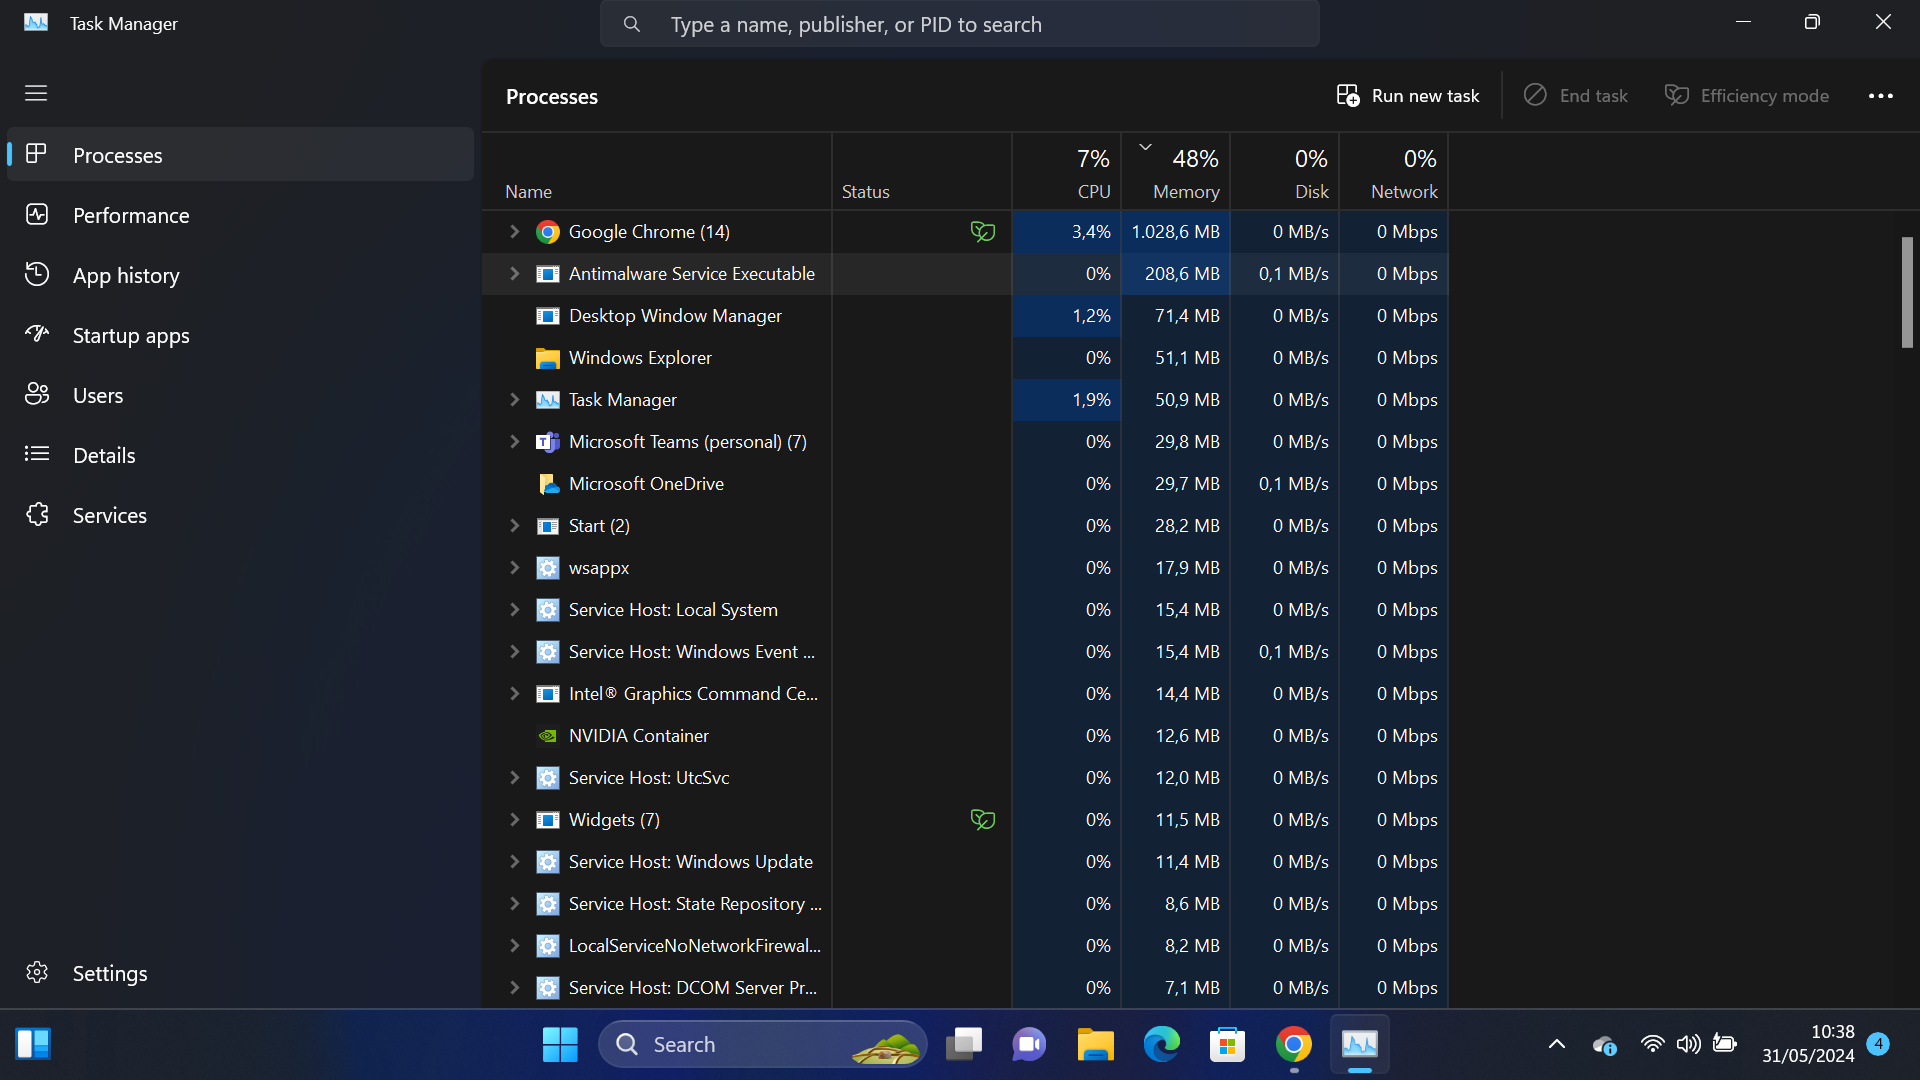 Task Manager
Type a name, publisher, or PID to search
Processes
Performance
App history
Startup apps
Users
Details
Services
Settings
Processes
Run new task
End task
Efficiency mode
7% 48% 0% 0%
Name Status CPU Memory Disk Network
Google Chrome (14) 3,4% 1.028,6 MB 0 MB/s 0 Mbps
Antimalware Service Executable 0% 208,6 MB 0,1 MB/s 0 Mbps
Desktop Window Manager 1,2% 71,4 MB 0 MB/s 0 Mbps
Windows Explorer 0% 51,1 MB 0 MB/s 0 Mbps
Task Manager 1,9% 50,9 MB 0 MB/s 0 Mbps
Microsoft Teams (personal) (7) 0% 29,8 MB 0 MB/s 0 Mbps
Microsoft OneDrive 0% 29,7 MB 0,1 MB/s 0 Mbps
Start (2) 0% 28,2 MB 0 MB/s 0 Mbps
wsappx 0% 17,9 MB 0 MB/s 0 Mbps
Service Host: Local System 0% 15,4 MB 0 MB/s 0 Mbps
Service Host: Windows Event ... 0% 15,4 MB 0,1 MB/s 0 Mbps
Intel® Graphics Command Ce... 0% 14,4 MB 0 MB/s 0 Mbps
NVIDIA Container 0% 12,6 MB 0 MB/s 0 Mbps
Service Host: UtcSvc 0% 12,0 MB 0 MB/s 0 Mbps
Widgets (7) 0% 11,5 MB 0 MB/s 0 Mbps
Service Host: Windows Update 0% 11,4 MB 0 MB/s 0 Mbps
Service Host: State Repository ... 0% 8,6 MB 0 MB/s 0 Mbps
LocalServiceNoNetworkFirewal... 0% 8,2 MB 0 MB/s 0 Mbps
Service Host: DCOM Server Pr... 0% 7,1 MB 0 MB/s 0 Mbps
Search
10:38
31/05/2024
4